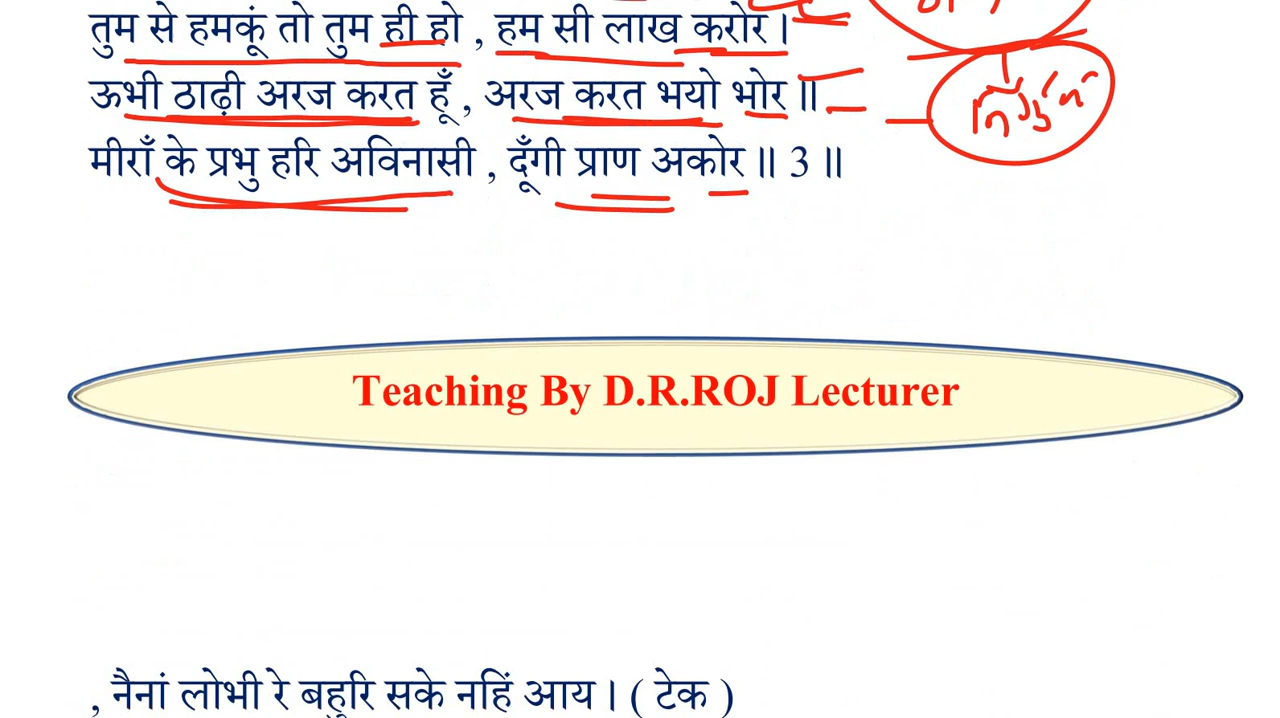 तुम से हमकूं तो तुम ही हो , हम सी लाख करोर ।
ऊभी ठाढ़ी अरज करत हूँ , अरज करत भयो भोर ॥
मीराँ के प्रभु हरि अविनासी , दूँगी प्राण अकोर ॥ 3 ॥
Teaching By D.R.ROJ Lecturer
, नैनां लोभी रे बहुरि सके नहिं आय । ( टेक )